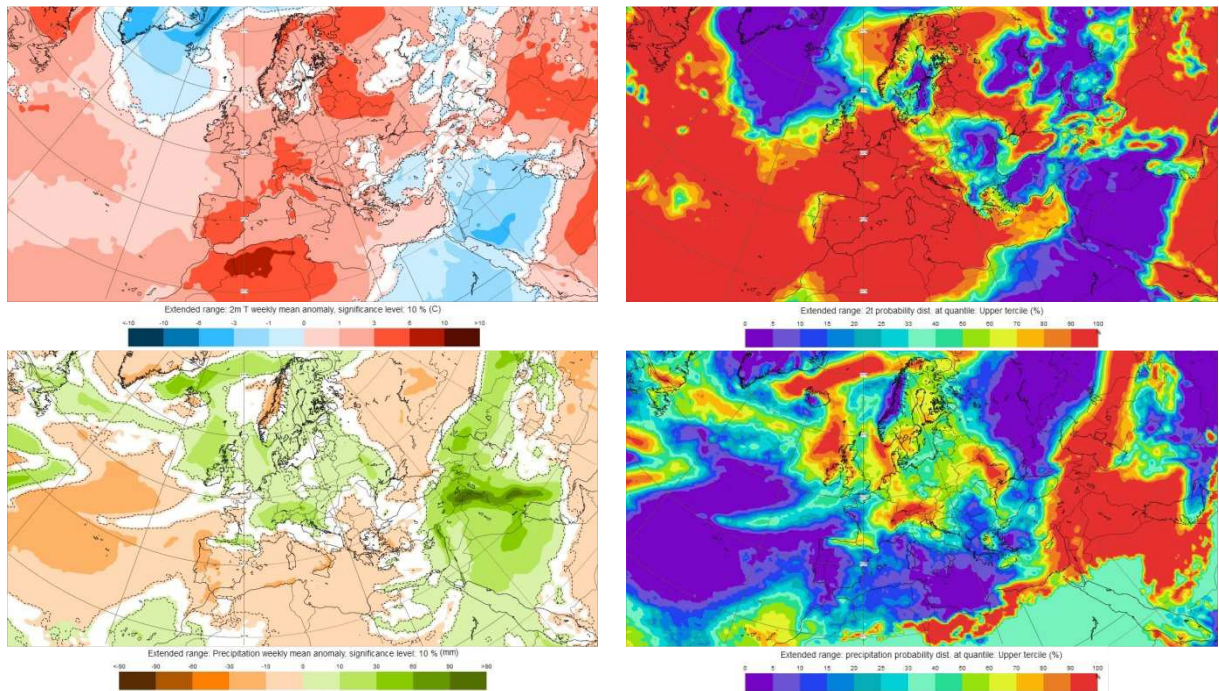 Extended range: 2m T weekly mean anomaly, significance level: 10 % (C)
<-10 -10 -6 -3 -1 0 1 3 6 10 >10
Extended range: 2t probability dist. at quantile: Upper tercile (%)
0 5 10 15 20 25 30 35 40 50 60 70 80 90 100
%
Extended range: Precipitation weekly mean anomaly, significance level: 10 % (mm)
<-90 -90 -60 -30 -10 0 10 30 60 90 >90
Extended range: precipitation probability dist. at quantile: Upper tercile (%)
0 5 10 15 20 25 30 35 40 50 60 70 80 90 100
%